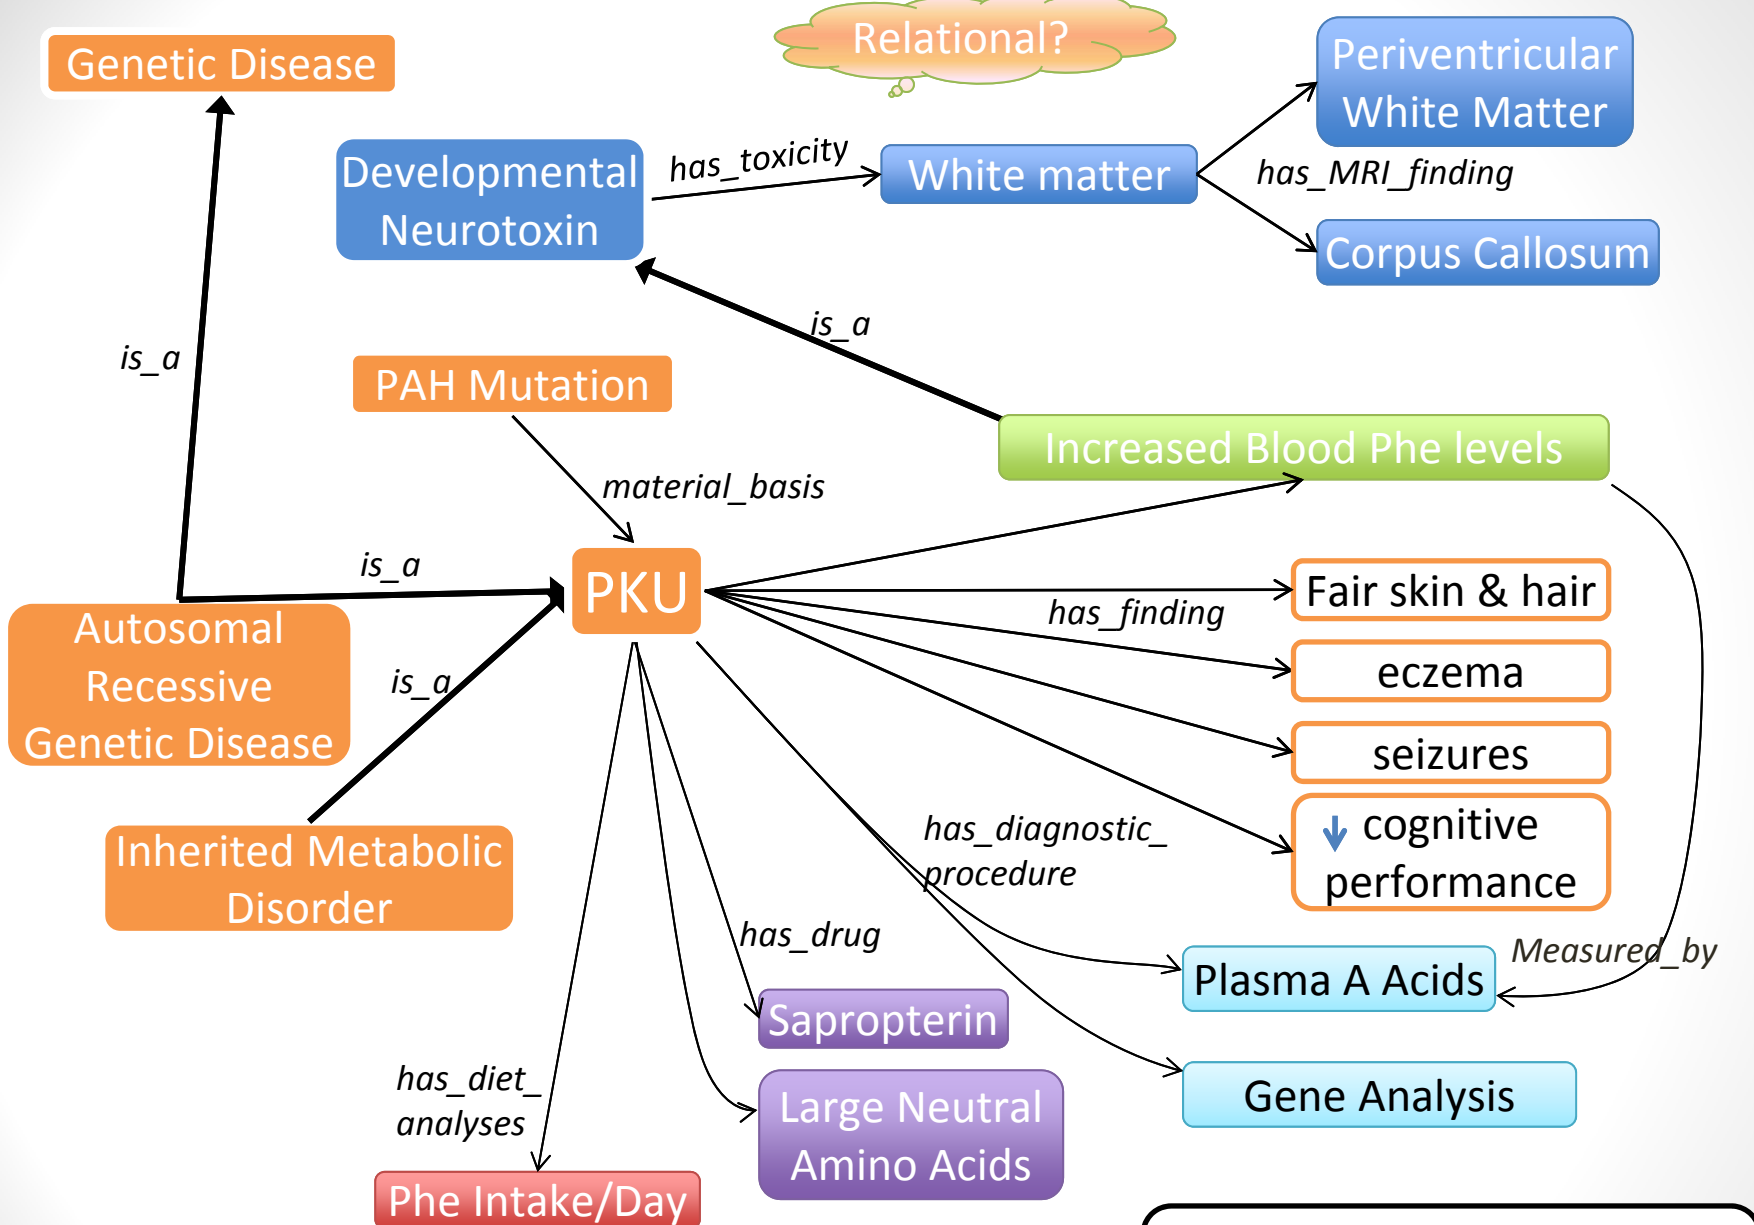 Relational?
Genetic Disease
Periventricular
White Matter
Developmental
Neurotoxin
has_toxicity
White matter
has_MRI_finding
Corpus Callosum
is_a
is_a
PAH Mutation
Increased Blood Phe levels
material_basis
is_a
PKU
Fair skin & hair
has_finding
Autosomal
Recessive
Genetic Disease
is_a
eczema
seizures
cognitive
performance
has_diagnostic_
procedure
Inherited Metabolic
Disorder
has_drug
Measured_by
Plasma A Acids
Sapropterin
has_diet_
analyses
Large Neutral
Amino Acids
Gene Analysis
Phe Intake/Day